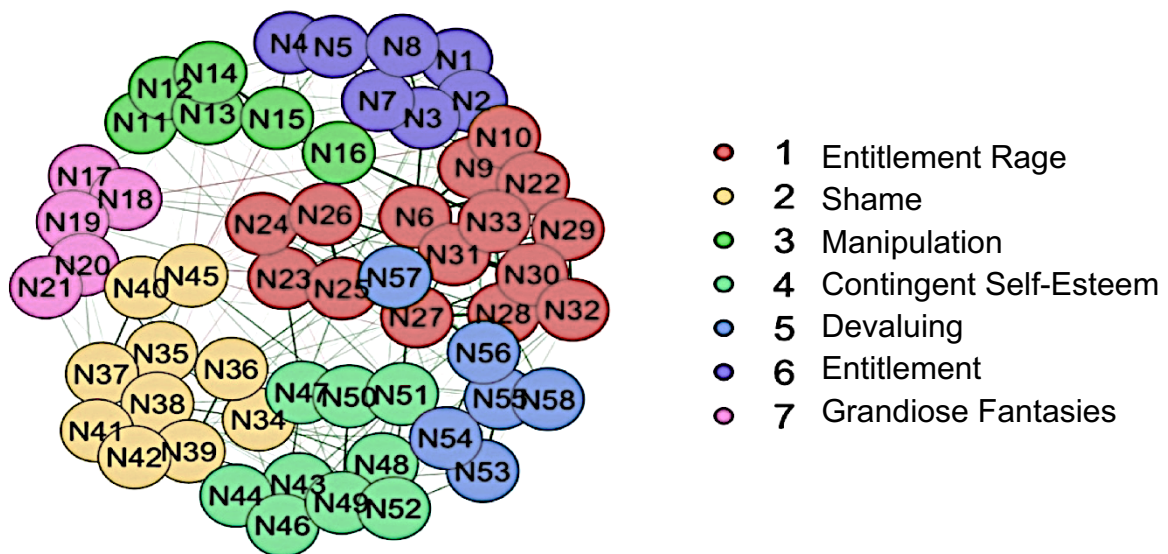 N4 N5 N8 N1
N14
N12
N7 N2
N11 N13 N15 N3
N10
N16 N9
N17 N22
N18
N19 N24 N26 N6 N33 N29
N31
N20 N45 N23 N57 N30
N21 N40 N25
N27 N28 N32
N35 N56
N37 N36
N47 N50 N51 N55 N58
N38 N34
N41 N54
N42 N39 N48 N53
N44 N43
N49 N52
N46
1 Entitlement Rage
2 Shame
3 Manipulation
4 Contingent Self-Esteem
5 Devaluing
6 Entitlement
7 Grandiose Fantasies